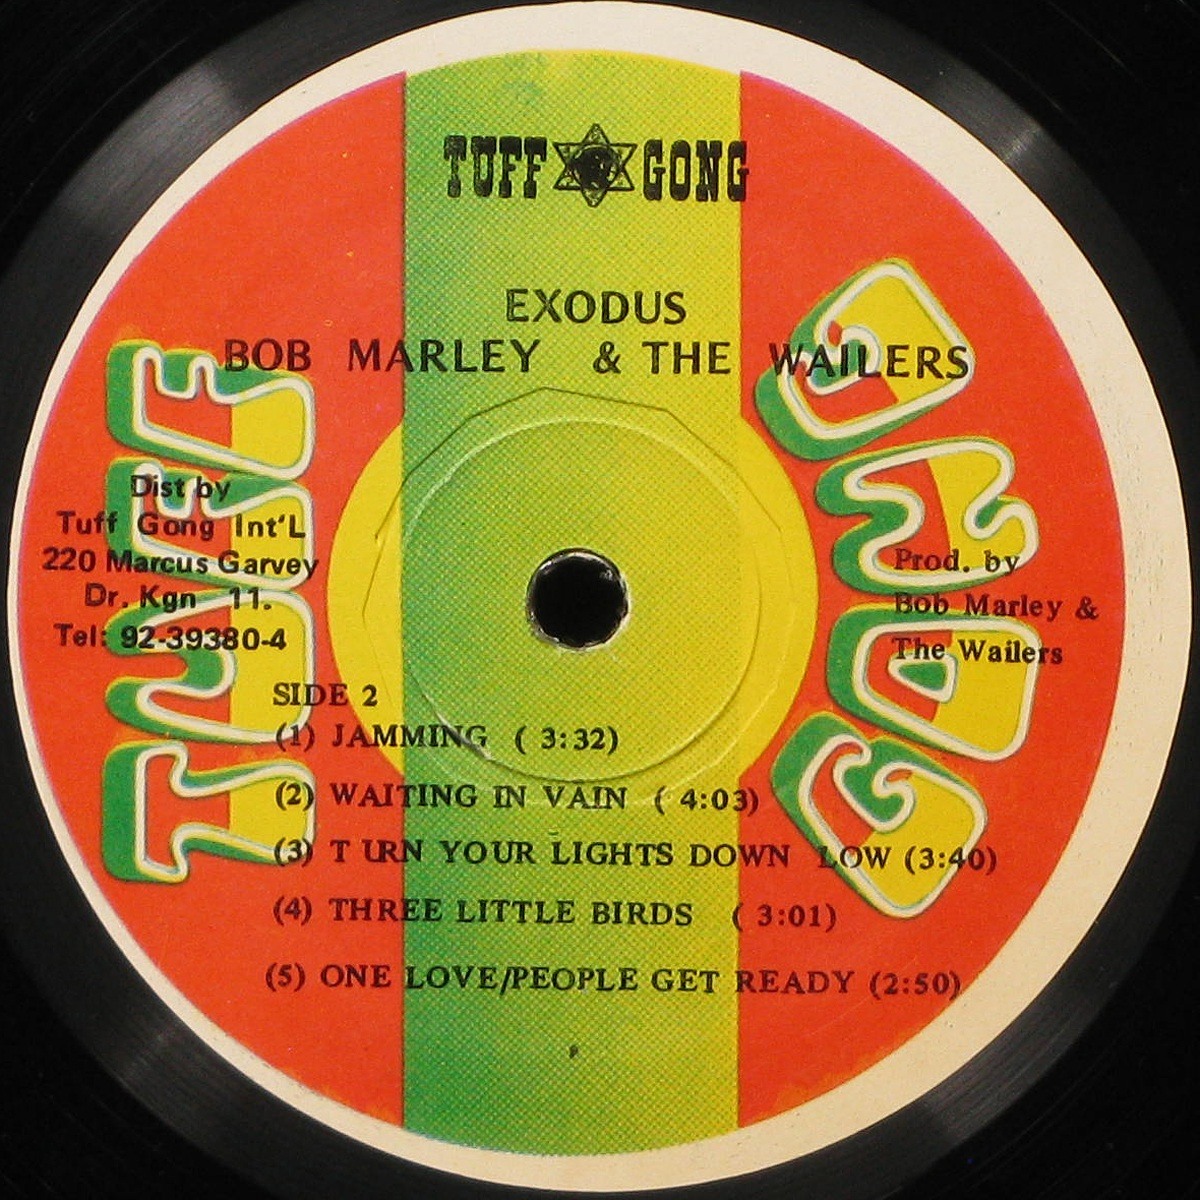 TUFF GONG
EXODUS
BOB MARLEY & THE WAILERS
TUFF
GONG
Dist by
Tuff Gong Int'L
220 Marcus Garvey
Dr. Kgn 11.
Tel: 92-39380-4
Prod. by
Bob Marley &
The Wailers
SIDE 2
(1) JAMMING ( 3:32)
(2) WAITING IN VAIN ( 4:03)
(3) T URN YOUR LIGHTS DOWN LOW (3:40)
(4) THREE LITTLE BIRDS ( 3:01)
(5) ONE LOVE/PEOPLE GET READY (2:50)
P